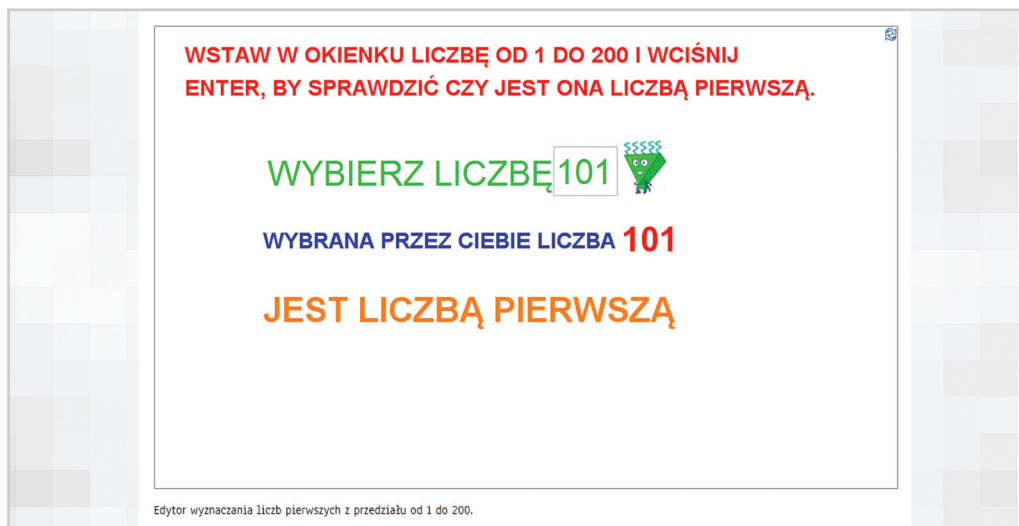 WSTAW W OKIENKU LICZBĘ OD 1 DO 200 I WCIŚNIJ
ENTER, BY SPRAWDZIĆ CZY JEST ONA LICZBĄ PIERWSZĄ.
WYBIERZ LICZBĘ 101
WYBRANA PRZEZ CIEBIE LICZBA 101
JEST LICZBĄ PIERWSZĄ
Edytor wyznaczania liczb pierwszych z przedziału od 1 do 200.